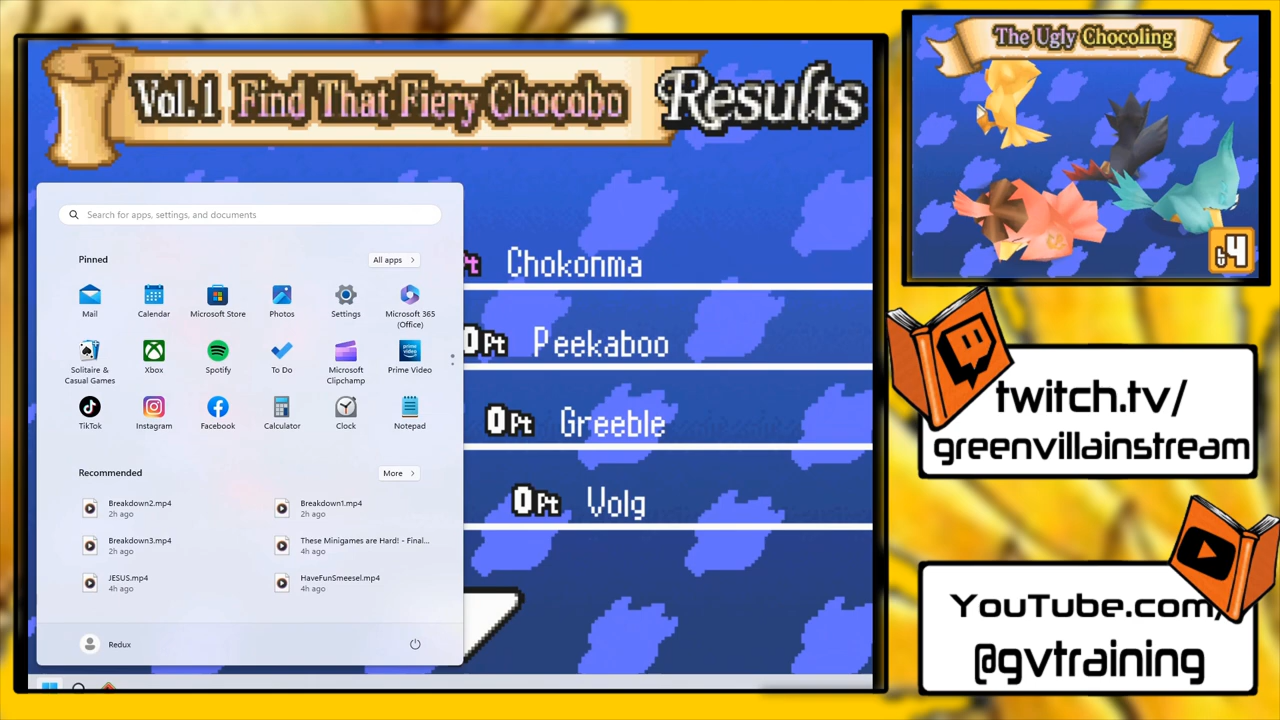 Vol.1 Find That Fiery Chocobo
Results
The Ugly Chocoling
Search for apps, settings, and documents
Pinned
All apps
Mail
Calendar
Microsoft Store
Photos
Settings
Microsoft 365
(Office)
Solitaire &
Casual Games
Xbox
Spotify
To Do
Microsoft
Clipchamp
prime
video
Prime Video
TikTok
Instagram
Facebook
Calculator
Clock
Notepad
Recommended
More
Breakdown2.mp4
2h ago
Breakdown1.mp4
2h ago
Breakdown3.mp4
2h ago
These Minigames are Hard! - Final...
4h ago
JESUS.mp4
4h ago
HaveFunSmeesel.mp4
4h ago
Redux
Chokonma
0Pt Peekaboo
0Pt Greeble
0Pt Volg
4
twitch.tv/
greenvillainstream
YouTube.com/
@gvtraining